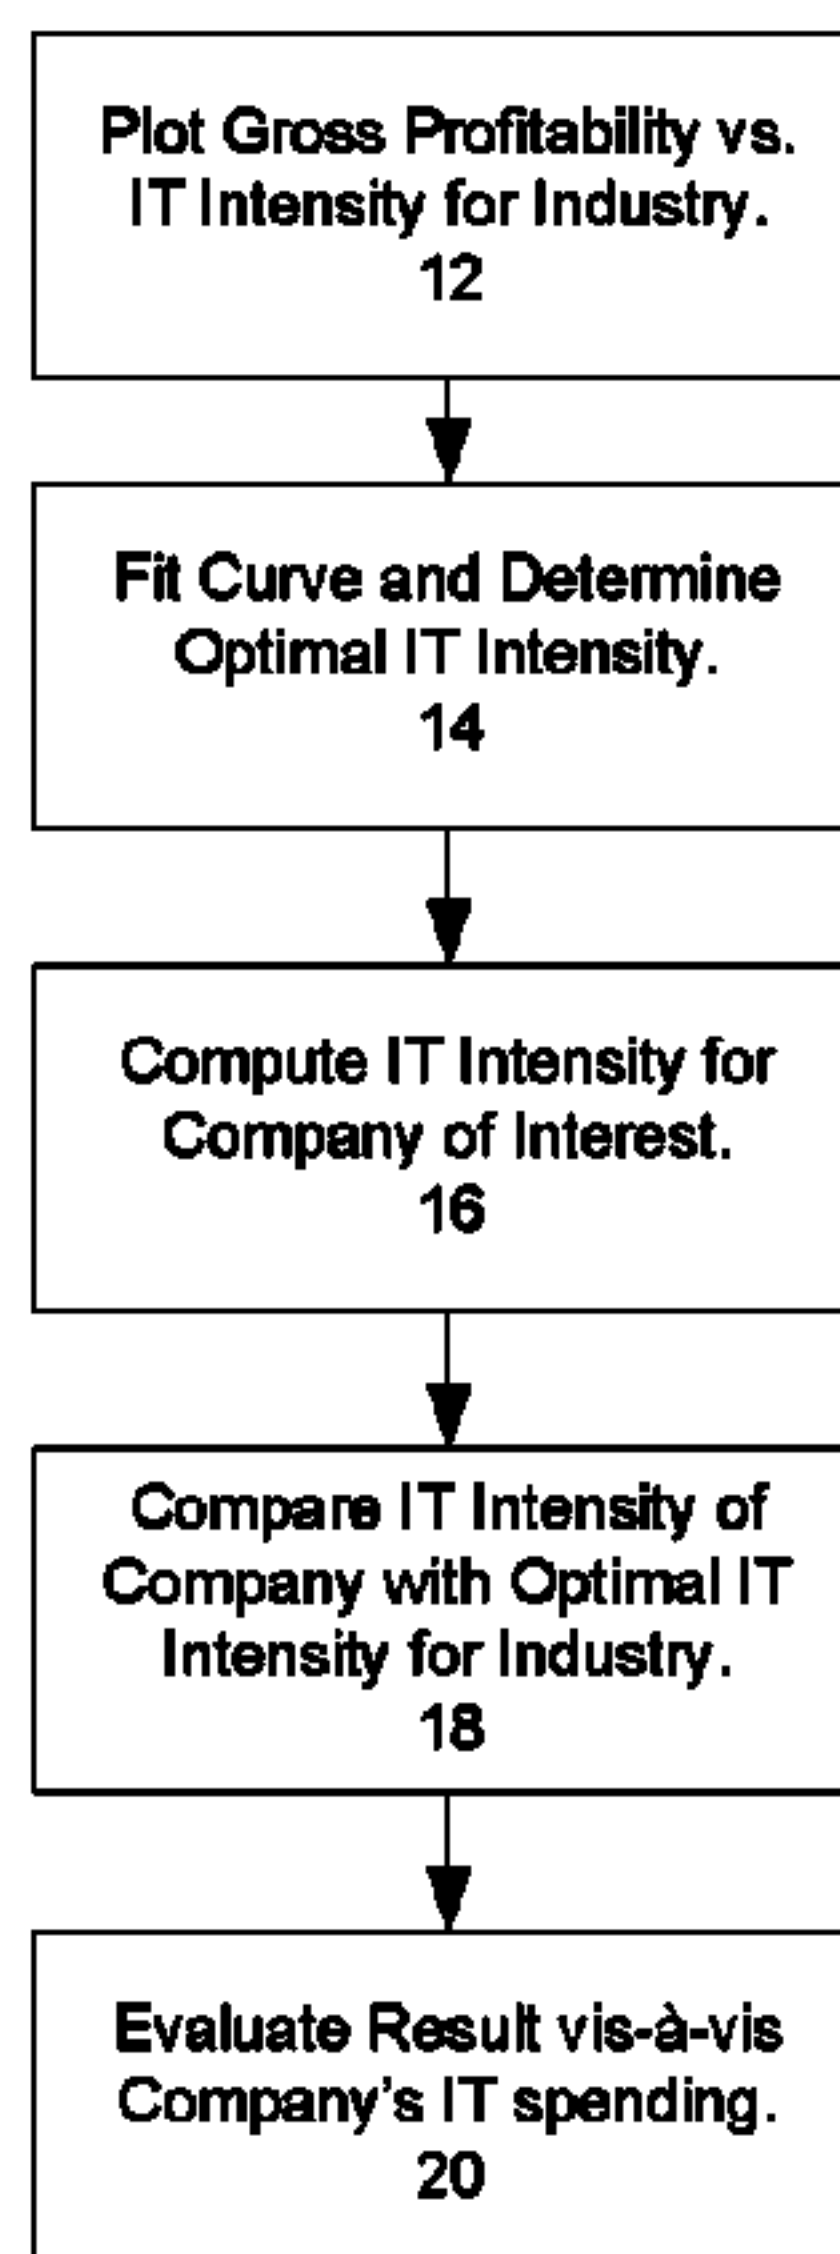 Plot Gross Profitability vs.
IT Intensity for Industry.
12
Fit Curve and Determine
Optimal IT Intensity.
14
Compute IT Intensity for
Company of Interest.
16
Compare IT Intensity of
Company with Optimal IT
Intensity for Industry.
18
Evaluate Result vis-à-vis
Company's IT spending.
20